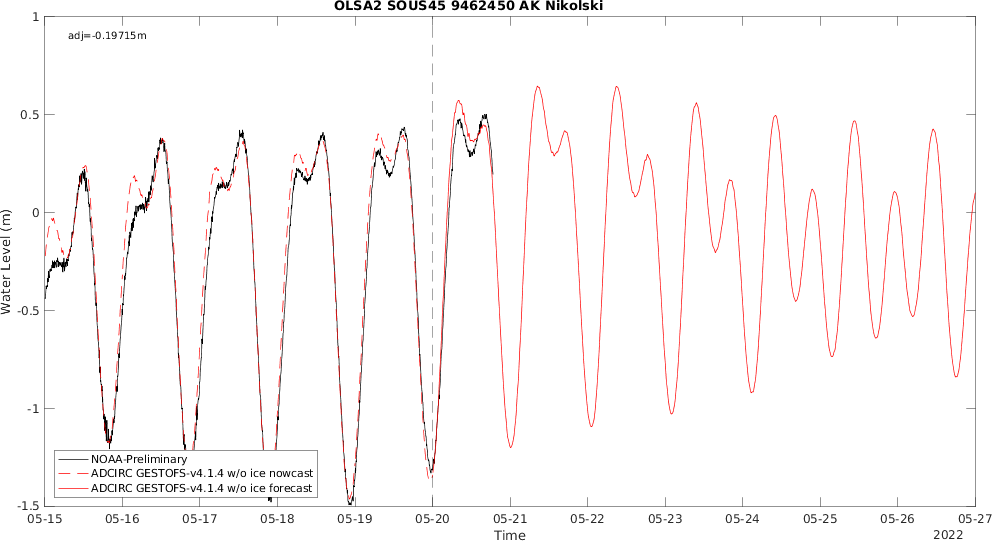 OLSA2 SOUS45 9462450 AK Nikolski
adj=-0.19715m
1
0.5
0
-0.5
-1
-1.5
Water Level (m)
NOAA-Preliminary
ADCIRC GESTOFS-v4.1.4 w/o ice nowcast
ADCIRC GESTOFS-v4.1.4 w/o ice forecast
05-15 05-16 05-17 05-18 05-19 05-20 05-21 05-22 05-23 05-24 05-25 05-26 05-27
Time
2022